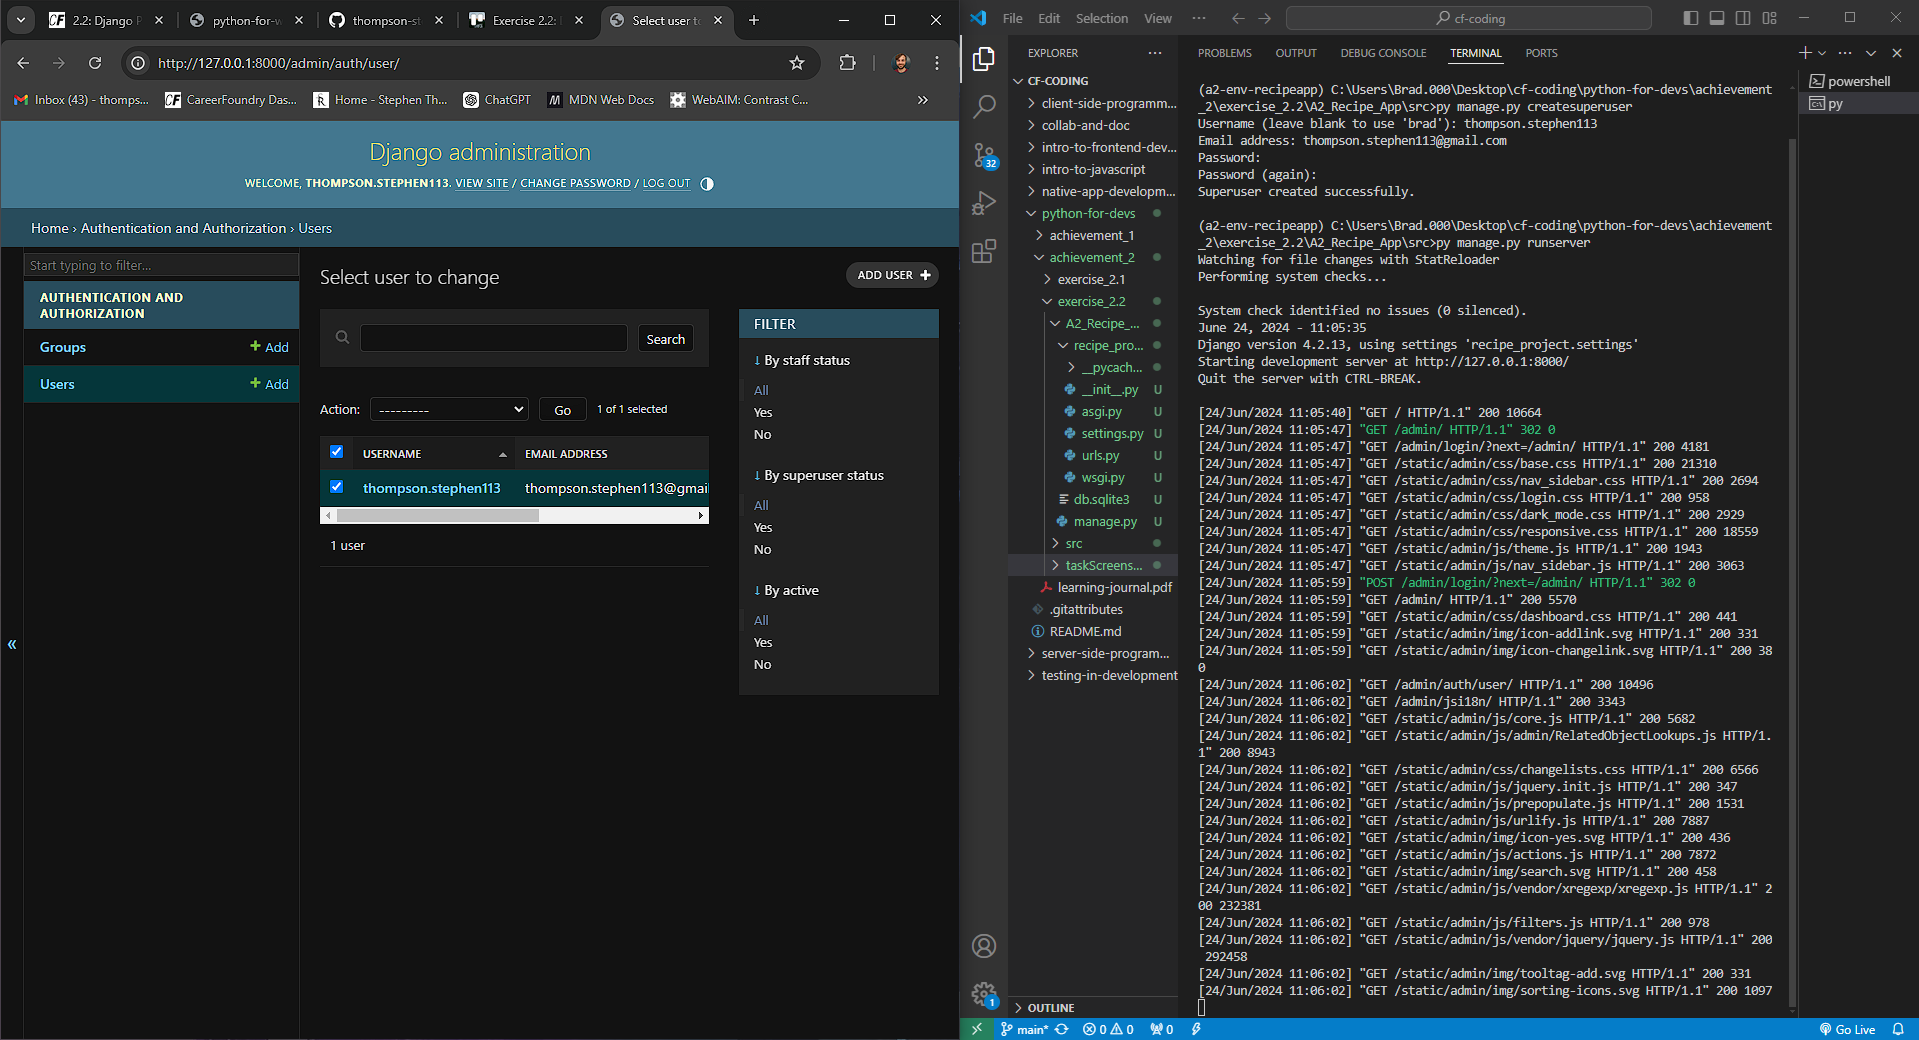 2.2: Django P
python-for-w
thompson-st
Exercise 2.2:
Select user to
http://127.0.0.1:8000/admin/auth/user/
Inbox (43) - thomps...
CareerFoundry Das...
Home - Stephen Th...
ChatGPT
MDN Web Docs
WebAIM: Contrast C...
Django administration
WELCOME, THOMPSON.STEPHEN113. VIEW SITE / CHANGE PASSWORD / LOG OUT
Home › Authentication and Authorization › Users
Start typing to filter...
AUTHENTICATION AND
AUTHORIZATION
Groups + Add
Users + Add
«
Select user to change
ADD USER +
Search
Action: --------- Go 1 of 1 selected
USERNAME EMAIL ADDRESS
thompson.stephen113 thompson.stephen113@gmail
1 user
FILTER
↓ By staff status
All
Yes
No
↓ By superuser status
All
Yes
No
↓ By active
All
Yes
No
File Edit Selection View ···
cf-coding
EXPLORER ···
CF-CODING
client-side-programm...
collab-and-doc
intro-to-frontend-dev...
intro-to-javascript
native-app-developm...
python-for-devs
achievement_1
achievement_2
exercise_2.1
exercise_2.2
A2_Recipe_...
recipe_pro...
__pycach...
__init__.py U
asgi.py U
settings.py U
urls.py U
wsgi.py U
db.sqlite3 U
manage.py U
src
taskScreens...
learning-journal.pdf
.gitattributes
README.md
server-side-program...
testing-in-development
OUTLINE
32
1
PROBLEMS OUTPUT DEBUG CONSOLE TERMINAL PORTS
powershell
py
(a2-env-recipeapp) C:\Users\Brad.000\Desktop\cf-coding\python-for-devs\achievement
_2\exercise_2.2\A2_Recipe_App\src>py manage.py createsuperuser
Username (leave blank to use 'brad'): thompson.stephen113
Email address: thompson.stephen113@gmail.com
Password:
Password (again):
Superuser created successfully.
(a2-env-recipeapp) C:\Users\Brad.000\Desktop\cf-coding\python-for-devs\achievement
_2\exercise_2.2\A2_Recipe_App\src>py manage.py runserver
Watching for file changes with StatReloader
Performing system checks...
System check identified no issues (0 silenced).
June 24, 2024 - 11:05:35
Django version 4.2.13, using settings 'recipe_project.settings'
Starting development server at http://127.0.0.1:8000/
Quit the server with CTRL-BREAK.
[24/Jun/2024 11:05:40] "GET / HTTP/1.1" 200 10664
[24/Jun/2024 11:05:47] "GET /admin/ HTTP/1.1" 302 0
[24/Jun/2024 11:05:47] "GET /admin/login/?next=/admin/ HTTP/1.1" 200 4181
[24/Jun/2024 11:05:47] "GET /static/admin/css/base.css HTTP/1.1" 200 21310
[24/Jun/2024 11:05:47] "GET /static/admin/css/nav_sidebar.css HTTP/1.1" 200 2694
[24/Jun/2024 11:05:47] "GET /static/admin/css/login.css HTTP/1.1" 200 958
[24/Jun/2024 11:05:47] "GET /static/admin/css/dark_mode.css HTTP/1.1" 200 2929
[24/Jun/2024 11:05:47] "GET /static/admin/css/responsive.css HTTP/1.1" 200 18559
[24/Jun/2024 11:05:47] "GET /static/admin/js/theme.js HTTP/1.1" 200 1943
[24/Jun/2024 11:05:47] "GET /static/admin/js/nav_sidebar.js HTTP/1.1" 200 3063
[24/Jun/2024 11:05:59] "POST /admin/login/?next=/admin/ HTTP/1.1" 302 0
[24/Jun/2024 11:05:59] "GET /admin/ HTTP/1.1" 200 5570
[24/Jun/2024 11:05:59] "GET /static/admin/css/dashboard.css HTTP/1.1" 200 441
[24/Jun/2024 11:05:59] "GET /static/admin/img/icon-addlink.svg HTTP/1.1" 200 331
[24/Jun/2024 11:05:59] "GET /static/admin/img/icon-changelink.svg HTTP/1.1" 200 38
0
[24/Jun/2024 11:06:02] "GET /admin/auth/user/ HTTP/1.1" 200 10496
[24/Jun/2024 11:06:02] "GET /admin/jsi18n/ HTTP/1.1" 200 3343
[24/Jun/2024 11:06:02] "GET /static/admin/js/core.js HTTP/1.1" 200 5682
[24/Jun/2024 11:06:02] "GET /static/admin/js/admin/RelatedObjectLookups.js HTTP/1.
1" 200 8943
[24/Jun/2024 11:06:02] "GET /static/admin/css/changelists.css HTTP/1.1" 200 6566
[24/Jun/2024 11:06:02] "GET /static/admin/js/jquery.init.js HTTP/1.1" 200 347
[24/Jun/2024 11:06:02] "GET /static/admin/js/prepopulate.js HTTP/1.1" 200 1531
[24/Jun/2024 11:06:02] "GET /static/admin/js/urlify.js HTTP/1.1" 200 7887
[24/Jun/2024 11:06:02] "GET /static/admin/img/icon-yes.svg HTTP/1.1" 200 436
[24/Jun/2024 11:06:02] "GET /static/admin/js/actions.js HTTP/1.1" 200 7872
[24/Jun/2024 11:06:02] "GET /static/admin/img/search.svg HTTP/1.1" 200 458
[24/Jun/2024 11:06:02] "GET /static/admin/js/vendor/xregexp/xregexp.js HTTP/1.1" 2
00 232381
[24/Jun/2024 11:06:02] "GET /static/admin/js/filters.js HTTP/1.1" 200 978
[24/Jun/2024 11:06:02] "GET /static/admin/js/vendor/jquery/jquery.js HTTP/1.1" 200
292458
[24/Jun/2024 11:06:02] "GET /static/admin/img/tooltag-add.svg HTTP/1.1" 200 331
[24/Jun/2024 11:06:02] "GET /static/admin/img/sorting-icons.svg HTTP/1.1" 200 1097
main* 0 0 0 Go Live